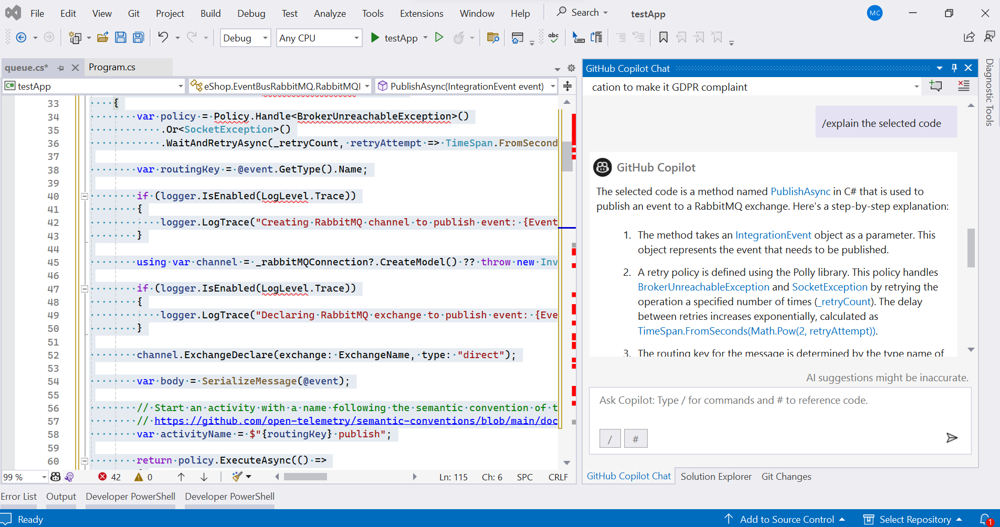 File Edit View Git Project Build Debug Test Analyze Tools Extensions Window Help Search testApp MC
Debug Any CPU testApp abc
queue.cs* Program.cs
C# testApp eShop.EventBusRabbitMQ.RabbitMQI PublishAsync(IntegrationEvent event)
33 {
34 var policy = Policy.Handle<BrokerUnreachableException>()
35 .Or<SocketException>()
36 .WaitAndRetryAsync(_retryCount, retryAttempt => TimeSpan.FromSecond
37
38 var routingKey = @event.GetType().Name;
39
40 if (logger.IsEnabled(LogLevel.Trace))
41 {
42 logger.LogTrace("Creating RabbitMQ channel to publish event: {Event
43 }
44
45 using var channel = _rabbitMQConnection?.CreateModel() ?? throw new Inv
46
47 if (logger.IsEnabled(LogLevel.Trace))
48 {
49 logger.LogTrace("Declaring RabbitMQ exchange to publish event: {Eve
50 }
51
52 channel.ExchangeDeclare(exchange: ExchangeName, type: "direct");
53
54 var body = SerializeMessage(@event);
55
56 // Start an activity with a name following the semantic convention of t
57 // https://github.com/open-telemetry/semantic-conventions/blob/main/doc
58 var activityName = $"{routingKey} publish";
59
60 return policy.ExecuteAsync(() =>
99 % 42 0 Ln: 115 Ch: 6 SPC CRLF
GitHub Copilot Chat
cation to make it GDPR complaint
/explain the selected code
GitHub Copilot
The selected code is a method named PublishAsync in C# that is used to
publish an event to a RabbitMQ exchange. Here's a step-by-step explanation:
1. The method takes an IntegrationEvent object as a parameter. This
object represents the event that needs to be published.
2. A retry policy is defined using the Polly library. This policy handles
BrokerUnreachableException and SocketException by retrying the
operation a specified number of times (_retryCount). The delay
between retries increases exponentially, calculated as
TimeSpan.FromSeconds(Math.Pow(2, retryAttempt)).
3. The routing key for the message is determined by the type name of
AI suggestions might be inaccurate.
Ask Copilot: Type / for commands and # to reference code.
/ #
GitHub Copilot Chat Solution Explorer Git Changes
Diagnostic Tools
Error List Output Developer PowerShell Developer PowerShell
Ready Add to Source Control Select Repository 1